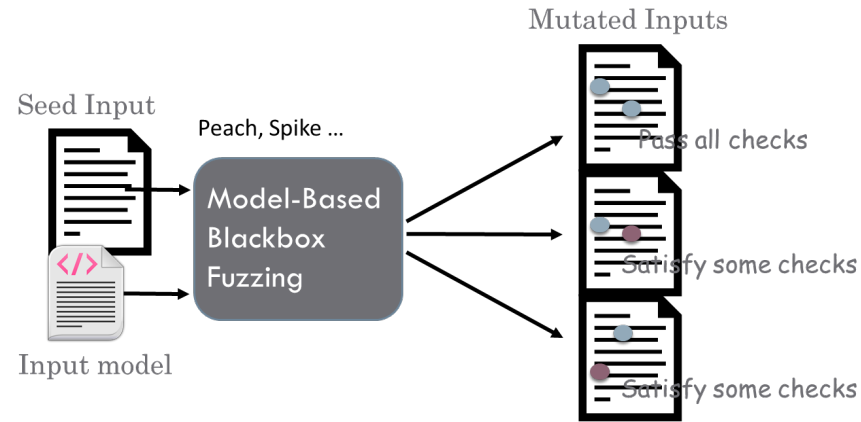 Mutated Inputs
Seed Input
Peach, Spike ...
Pass all checks
Model-Based
Blackbox
Fuzzing
</>
Satisfy some checks
Input model
Satisfy some checks